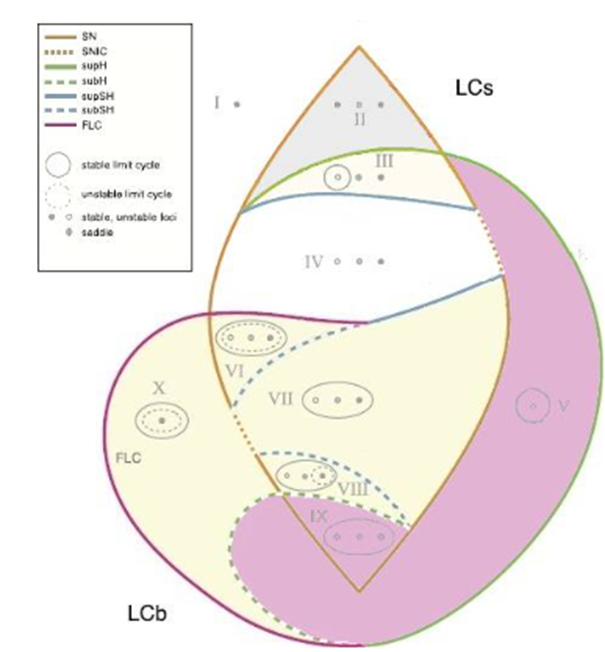 SN
SNIC
supH
subH
supSH
subSH
FLC
stable limit cycle
unstable limit cycle
stable, unstable foci
saddle
LCs
I
II
III
IV
VI
X
VII
V
FLC
VIII
IX
LCb